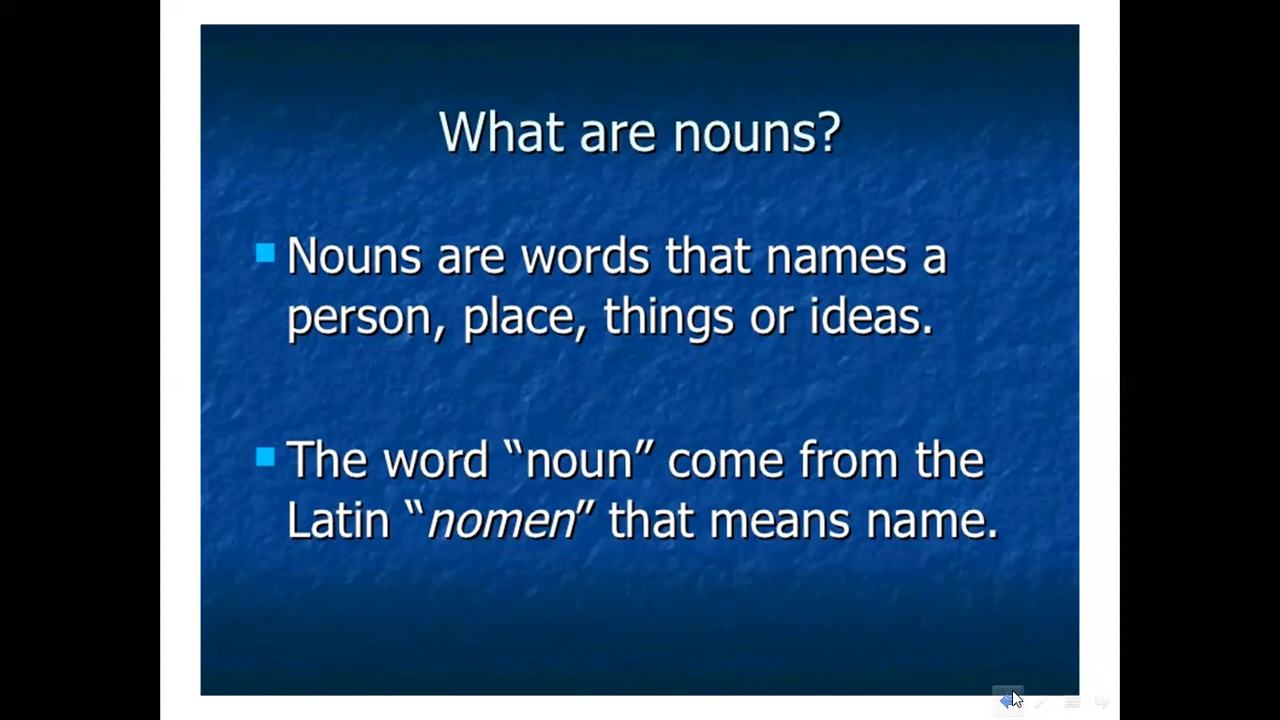 What are nouns?
Nouns are words that names a
person, place, things or ideas.
The word “noun” come from the
Latin “nomen” that means name.